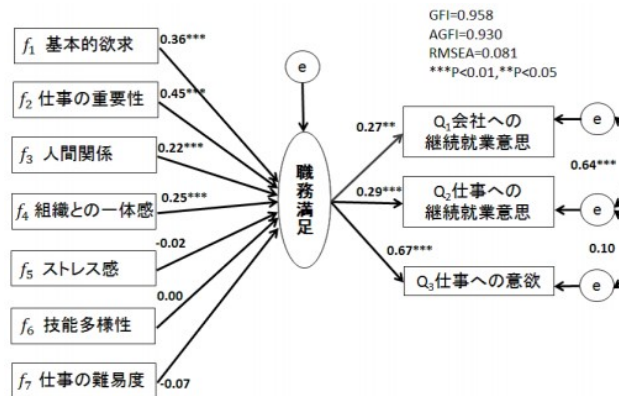 GFI=0.958
AGFI=0.930
RMSEA=0.081
***P<0.01,**P<0.05
f₁ 基本的欲求
0.36***
f₂ 仕事の重要性
0.45***
f₃ 人間関係
0.22***
f₄ 組織との一体感
0.25***
f₅ ストレス感
-0.02
f₆ 技能多様性
0.00
f₇ 仕事の難易度
-0.07
e
職務満足
0.27**
0.29***
0.67***
Q₁会社への
継続就業意思
e
0.64***
Q₂仕事への
継続就業意思
e
0.10
Q₃仕事への意欲
e